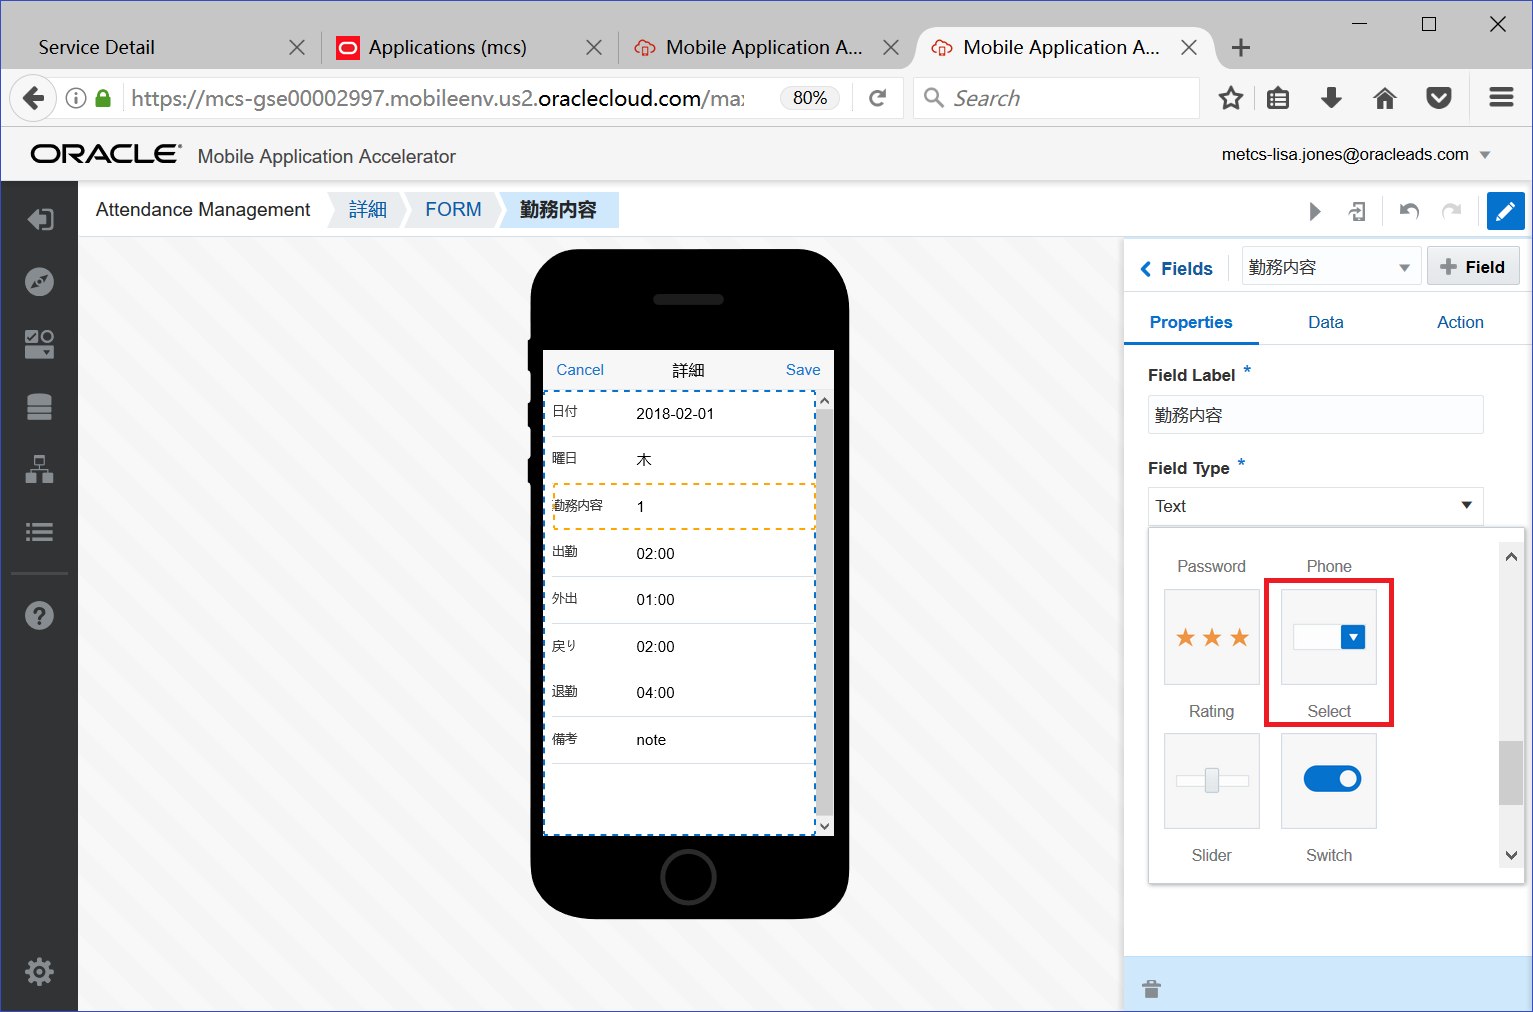 Service Detail
Applications (mcs)
Mobile Application A...
Mobile Application A...
https://mcs-gse00002997.mobileenv.us2.oraclecloud.com/max
80%
Search
ORACLE Mobile Application Accelerator
metcs-lisa.jones@oracleads.com
Attendance Management
詳細
FORM
勤務内容
Cancel
詳細
Save
日付 2018-02-01
曜日 木
勤務内容 1
出勤 02:00
外出 01:00
戻り 02:00
退勤 04:00
備考 note
Fields
勤務内容
Field
Properties
Data
Action
Field Label *
勤務内容
Field Type *
Text
Password
Phone
Rating
Select
Slider
Switch